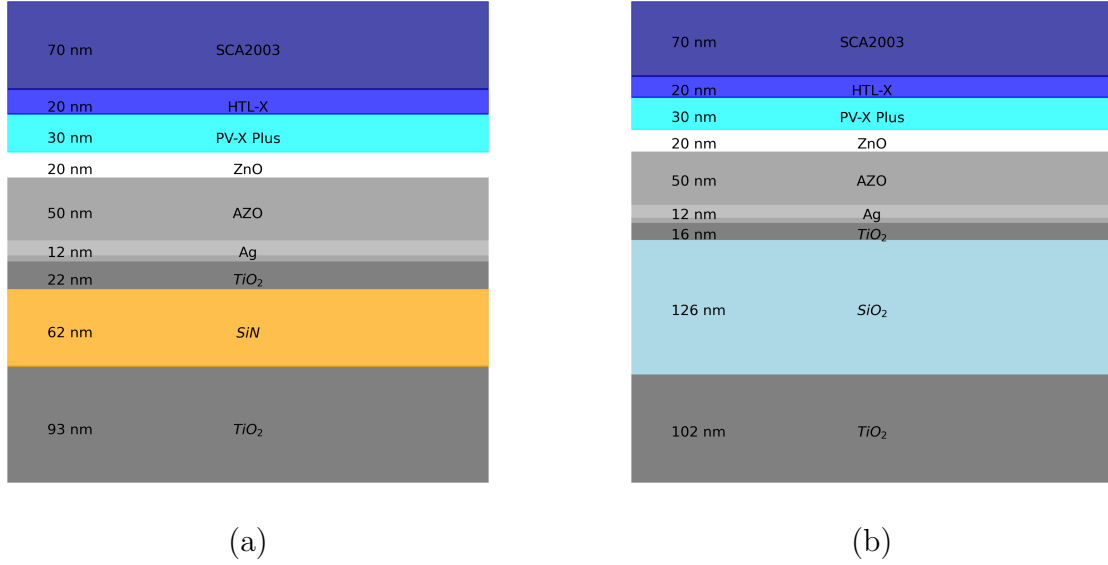 70 nm SCA2003
20 nm HTL-X
30 nm PV-X Plus
20 nm ZnO
50 nm AZO
12 nm Ag
22 nm TiO₂
62 nm SiN
93 nm TiO₂
(a)
70 nm SCA2003
20 nm HTL-X
30 nm PV-X Plus
20 nm ZnO
50 nm AZO
12 nm Ag
16 nm TiO₂
126 nm SiO₂
102 nm TiO₂
(b)